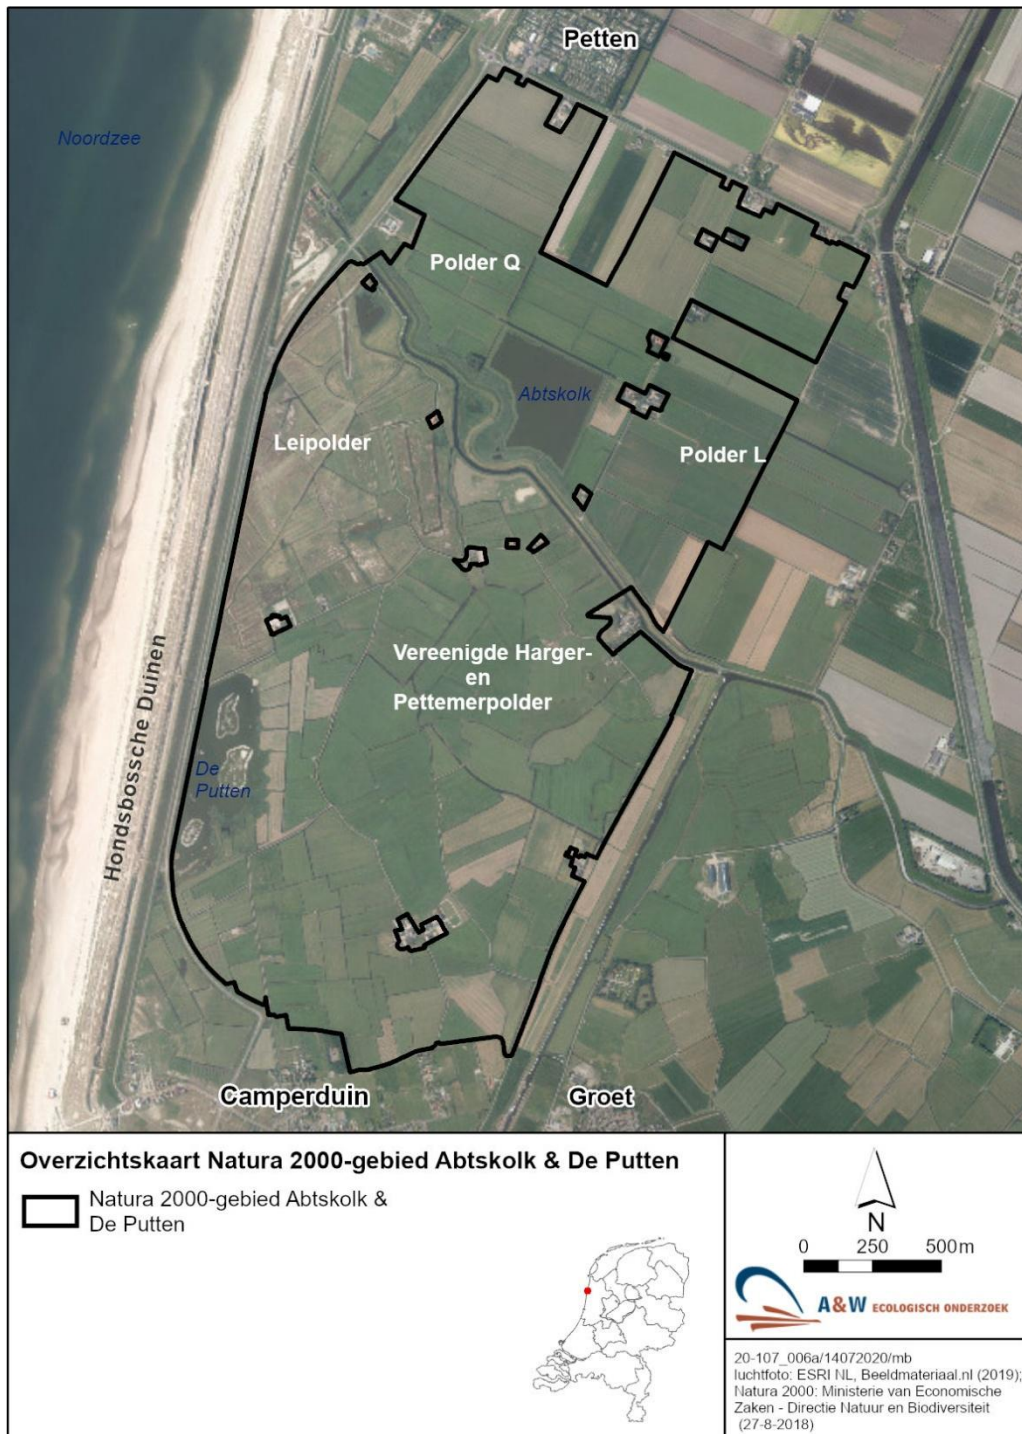 Petten
Noordzee
Polder Q
Abtskolk
Leipolder
Polder L
Vereenigde Harger-
en
Pettemerpolder
Hondsbossche Duinen
De
Putten
Camperduin
Groet
Overzichtskaart Natura 2000-gebied Abtskolk & De Putten
Natura 2000-gebied Abtskolk &
De Putten
N
0 250 500m
A&W ECOLOGISCH ONDERZOEK
20-107_006a/14072020/mb
luchtfoto: ESRI NL, Beeldmateriaal.nl (2019);
Natura 2000: Ministerie van Economische
Zaken - Directie Natuur en Biodiversiteit
(27-8-2018)